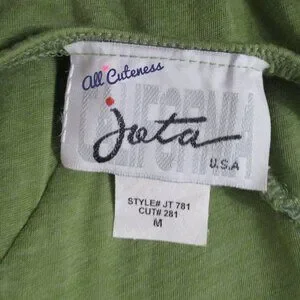 All Cuteness
CALIFORNIA
Jota
U.S.A
STYLE# JT 781
CUT# 281
M